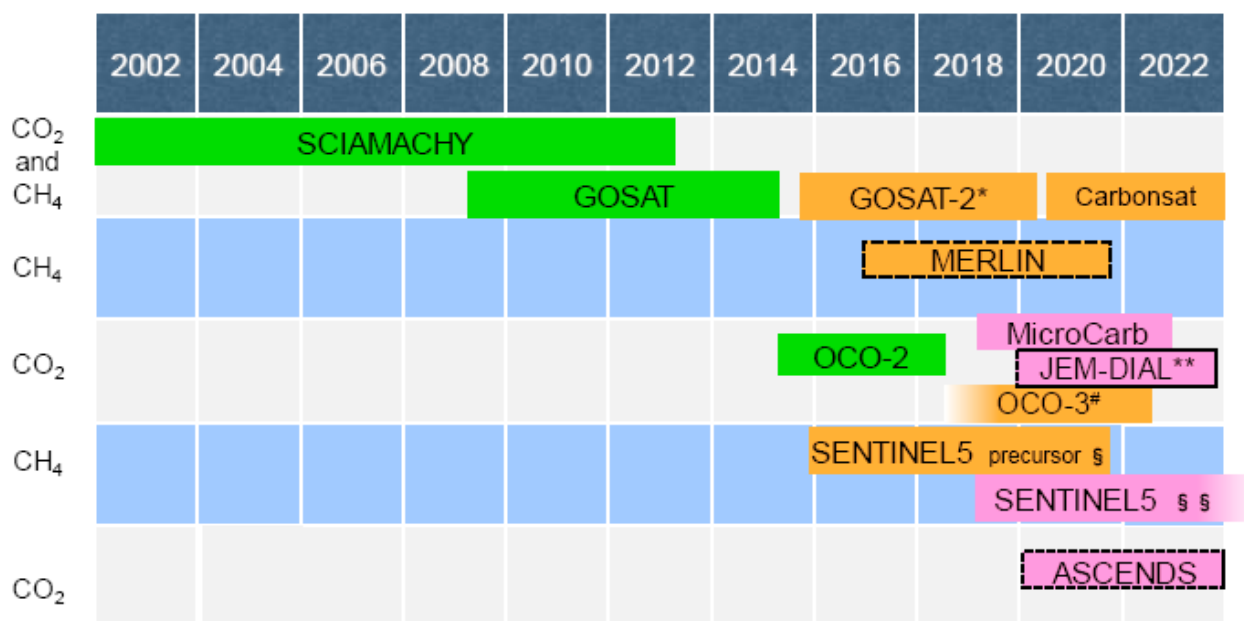 2002 2004 2006 2008 2010 2012 2014 2016 2018 2020 2022
CO₂
and
CH₄
SCIAMACHY
GOSAT GOSAT-2* Carbonsat
CH₄ MERLIN
MicroCarb
CO₂ OCO-2 JEM-DIAL**
OCO-3#
CH₄ SENTINEL5 precursor §
SENTINEL5 § §
CO₂ ASCENDS